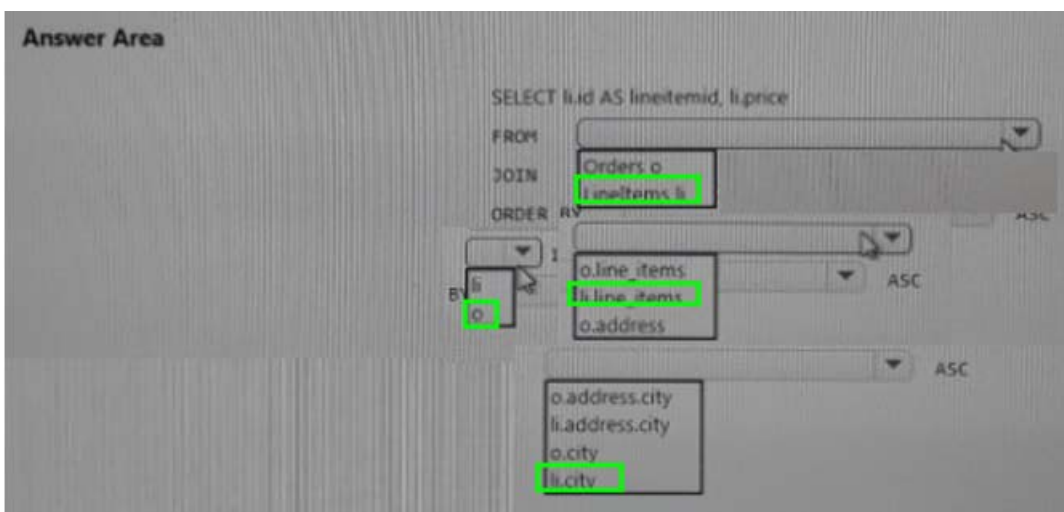 Answer Area
SELECT li.id AS lineitemid, li.price
FROM
Orders o
JOIN
LineItems li
ORDER BY
ASC
I
o.line_items
ASC
li
BY
li.line_items
o
o.address
ASC
o.address.city
li.address.city
o.city
li.city